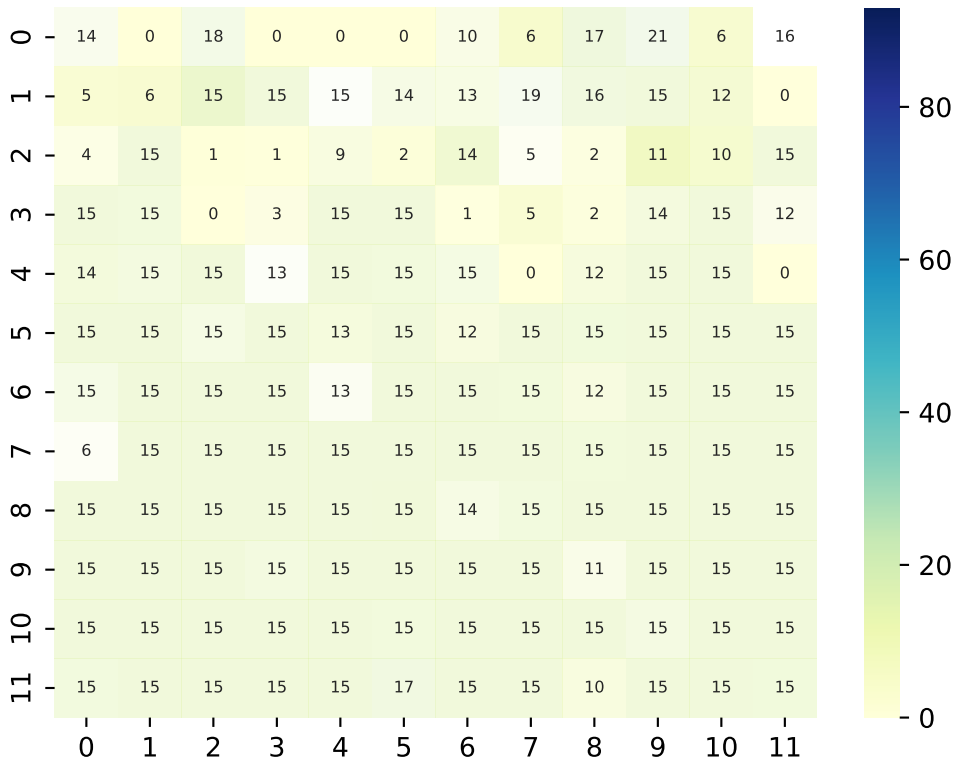 0 14 0 18 0 0 0 10 6 17 21 6 16
1 5 6 15 15 15 14 13 19 16 15 12 0
80
2 4 15 1 1 9 2 14 5 2 11 10 15
3 15 15 0 3 15 15 1 5 2 14 15 12
60
4 14 15 15 13 15 15 15 0 12 15 15 0
5 15 15 15 15 13 15 12 15 15 15 15 15
40
6 15 15 15 15 13 15 15 15 12 15 15 15
7 6 15 15 15 15 15 15 15 15 15 15 15
8 15 15 15 15 15 15 14 15 15 15 15 15
20
9 15 15 15 15 15 15 15 15 11 15 15 15
10 15 15 15 15 15 15 15 15 15 15 15 15
11 15 15 15 15 15 17 15 15 10 15 15 15
0
0 1 2 3 4 5 6 7 8 9 10 11